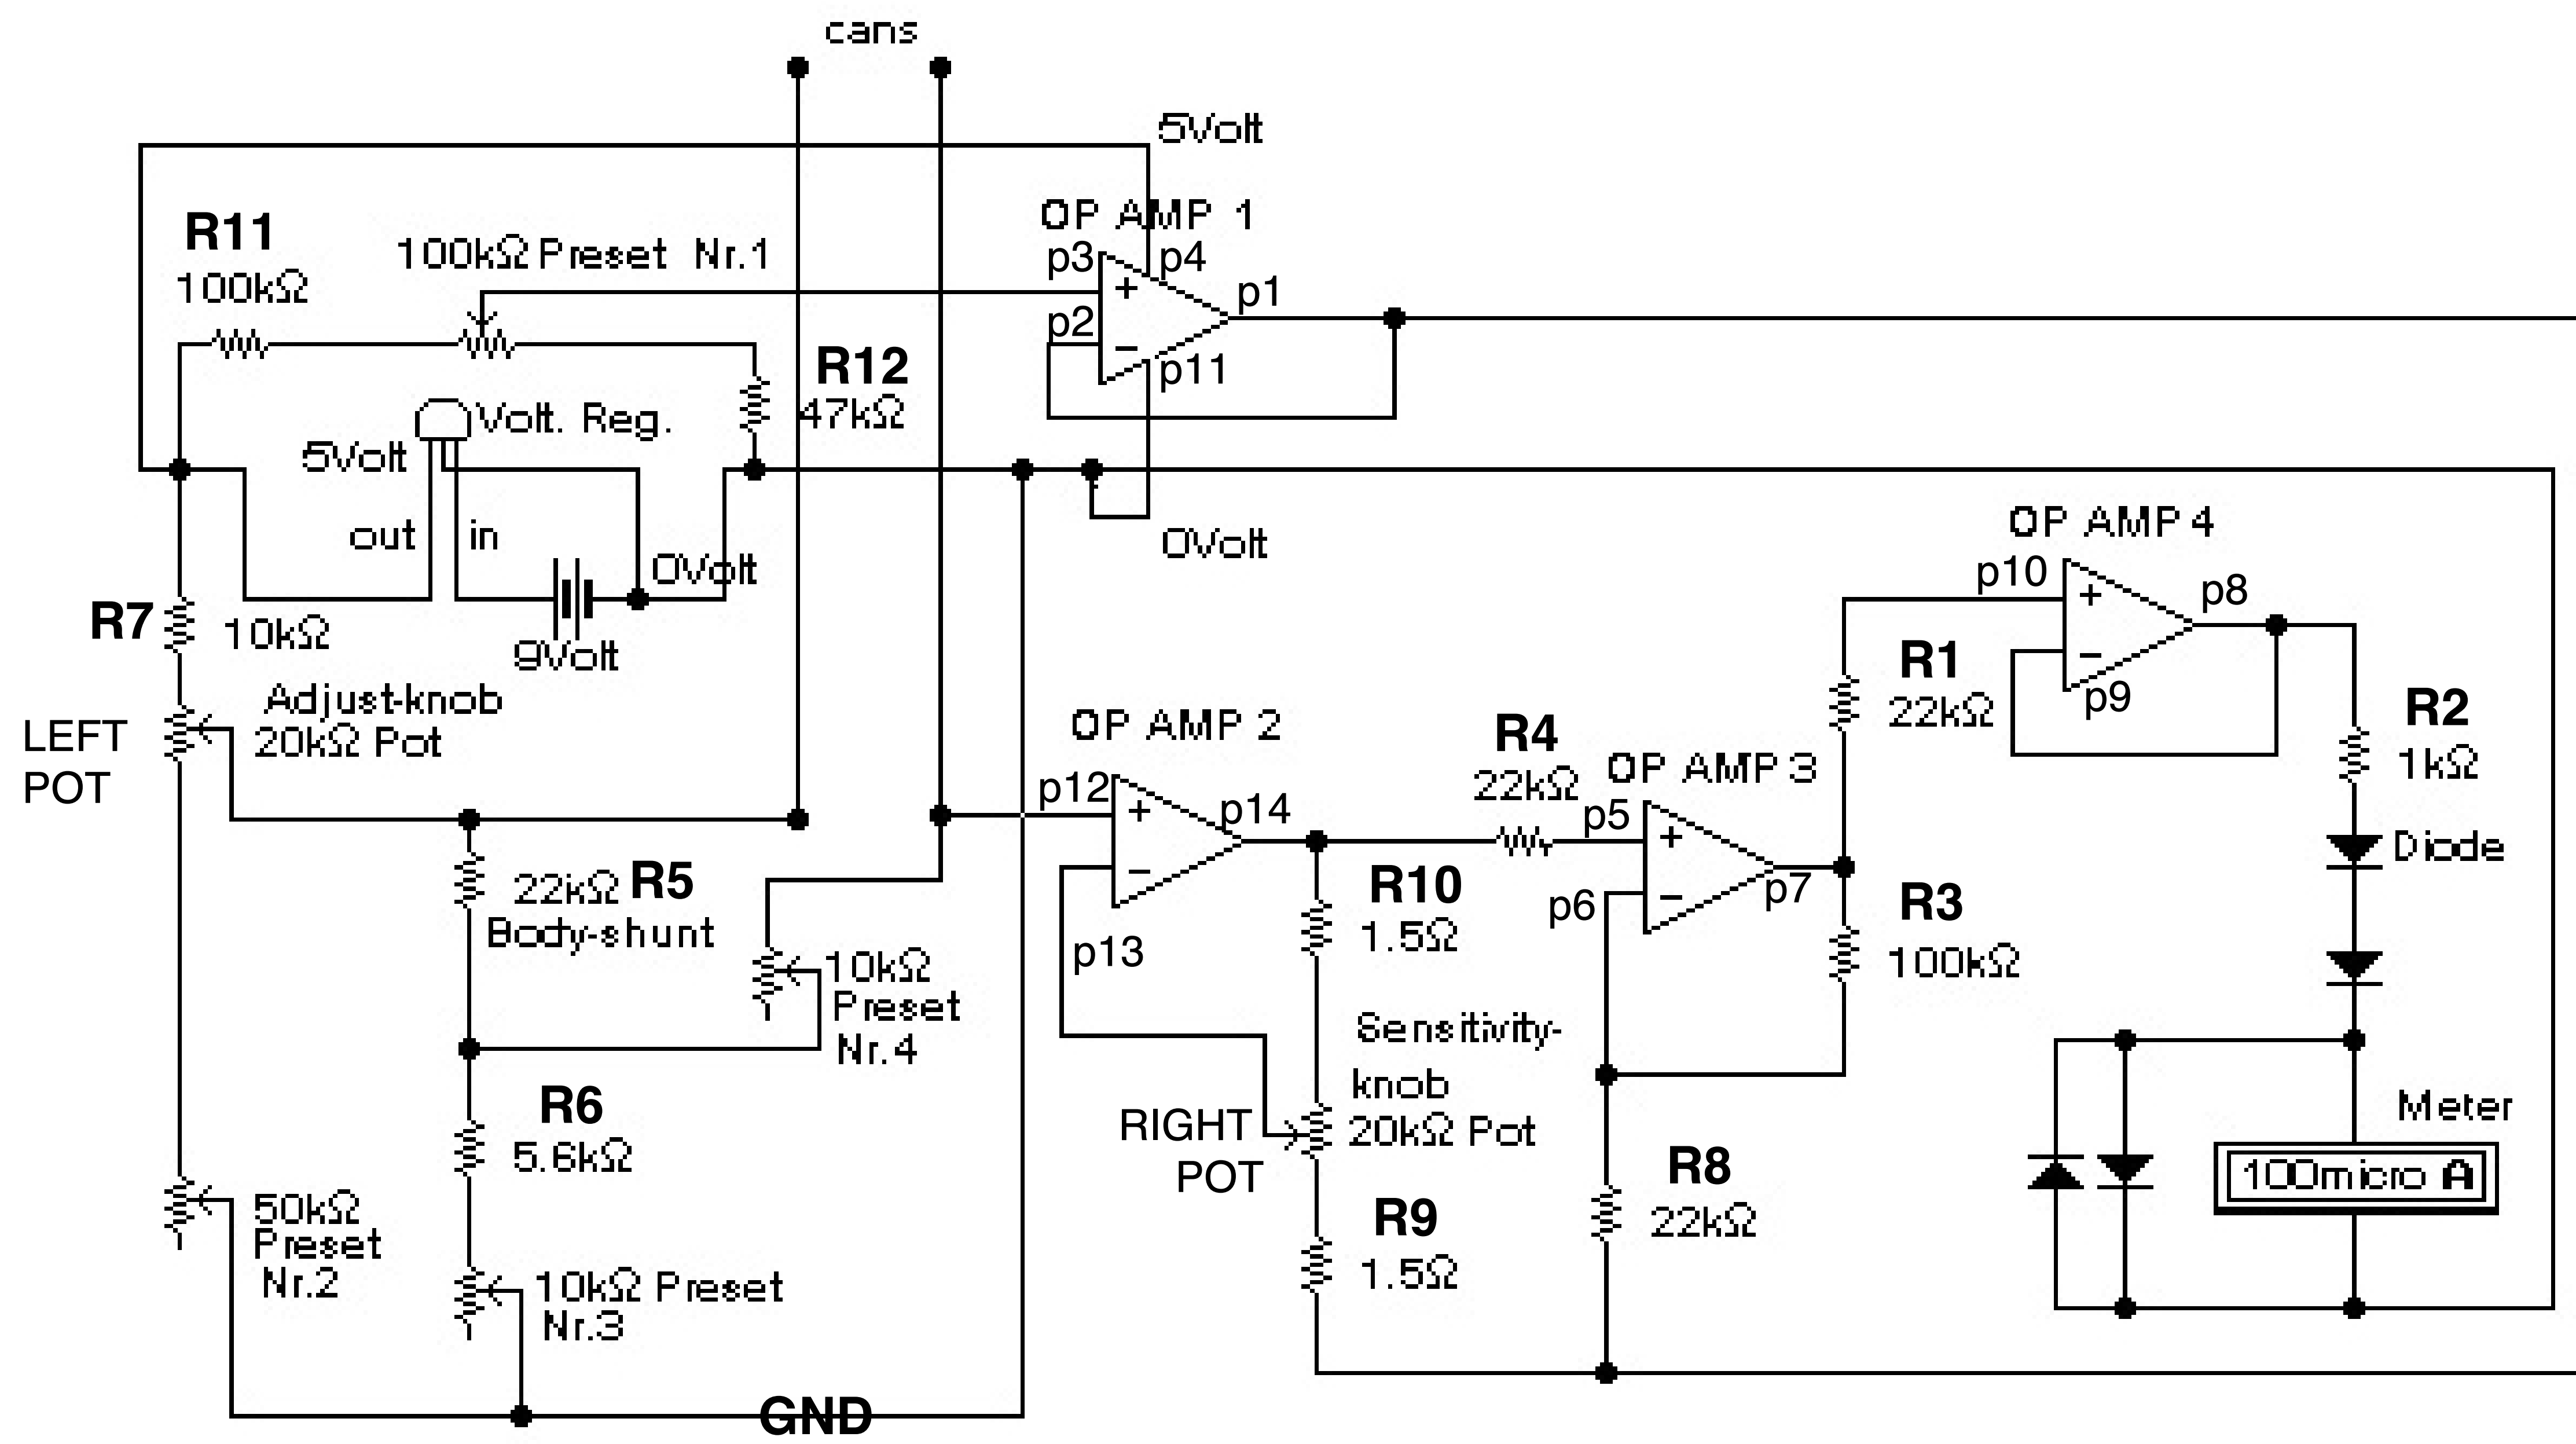 cans
5Volt
OP AMP 1
R11
100kΩ
100kΩ Preset Nr.1
p3
p4
p1
p2
p11
R12
47kΩ
Volt. Reg.
5Volt
out
in
0Volt
9Volt
0Volt
R7
10kΩ
LEFT
POT
Adjust-knob
20kΩ Pot
OP AMP 4
p10
p8
p9
R1
22kΩ
R2
1kΩ
Diode
OP AMP 2
p12
p14
p13
R4
22kΩ
OP AMP 3
p5
p6
p7
R10
1.5Ω
R3
100kΩ
22kΩ R5
Body-shunt
10kΩ
Preset
Nr.4
Sensitivity-
knob
20kΩ Pot
RIGHT
POT
R6
5.6kΩ
R9
1.5Ω
R8
22kΩ
Meter
100micro A
50kΩ
Preset
Nr.2
10kΩ Preset
Nr.3
GND